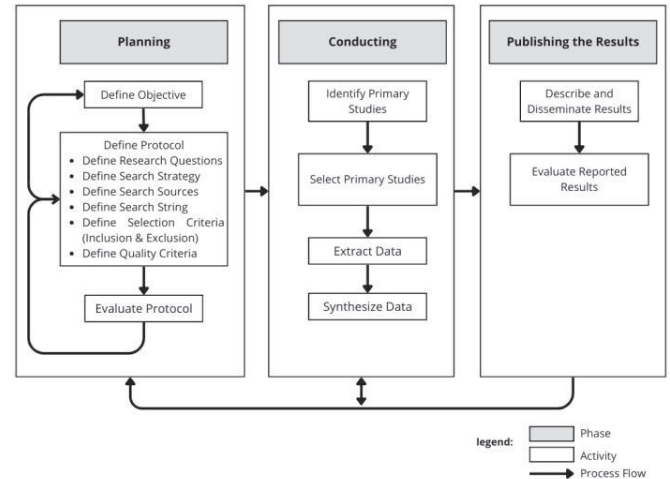 Planning
Define Objective
Define Protocol
• Define Research Questions
• Define Search Strategy
• Define Search Sources
• Define Search String
• Define Selection Criteria
(Inclusion & Exclusion)
• Define Quality Criteria
Evaluate Protocol
Conducting
Identify Primary
Studies
Select Primary Studies
Extract Data
Synthesize Data
Publishing the Results
Describe and
Disseminate Results
Evaluate Reported
Results
legend:
Phase
Activity
Process Flow